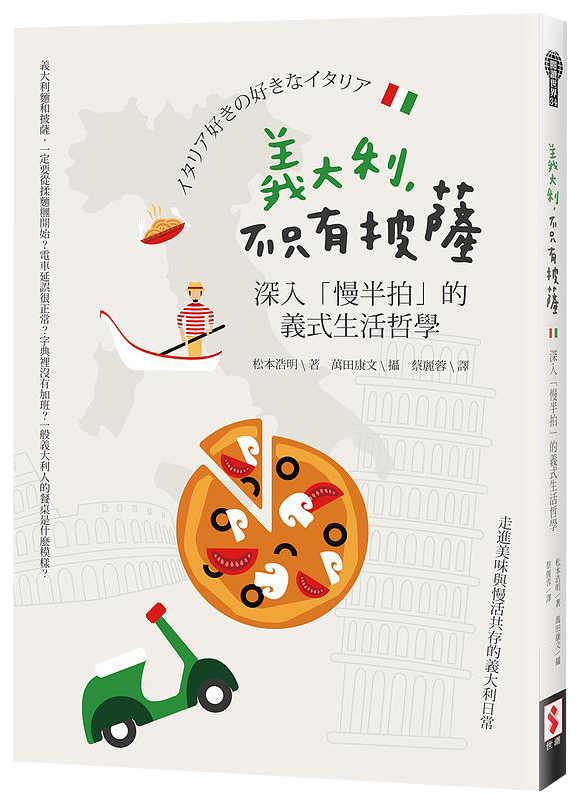 イタリア好きの好きなイタリア
義大利，
不只有披薩
深入「慢半拍」的
義式生活哲學
松本浩明\著 萬田康文\攝 蔡麗蓉\譯
義大利麵和披薩，一定要從揉麵糰開始？電車延誤很正常？字典裡沒有加班？一般義大利人的餐桌是什麼模樣？
走進美味與慢活共存的義大利日常
閱讀世界
34
義大利，不只有披薩
深入「慢半拍」的義式生活哲學
松本浩明/著 萬田康文/攝
蔡麗蓉/譯
世潮